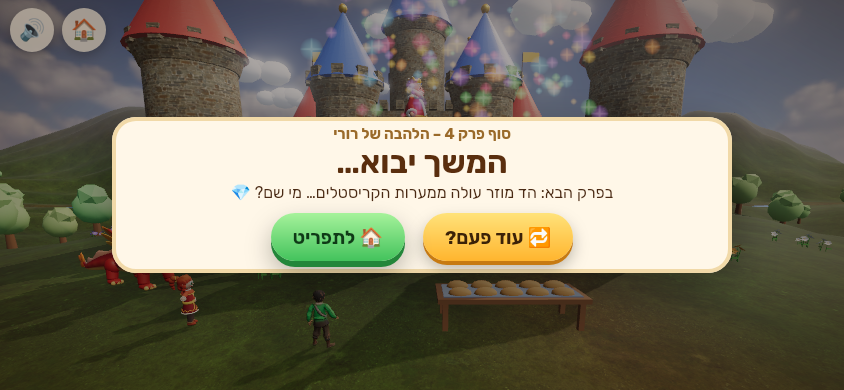 סוף פרק 4 – הלהבה של רורי
המשך יבוא...
בפרק הבא: הד מוזר עולה ממערות הקריסטלים... מי שם? 💎
🔁 עוד פעם?
🏠 לתפריט